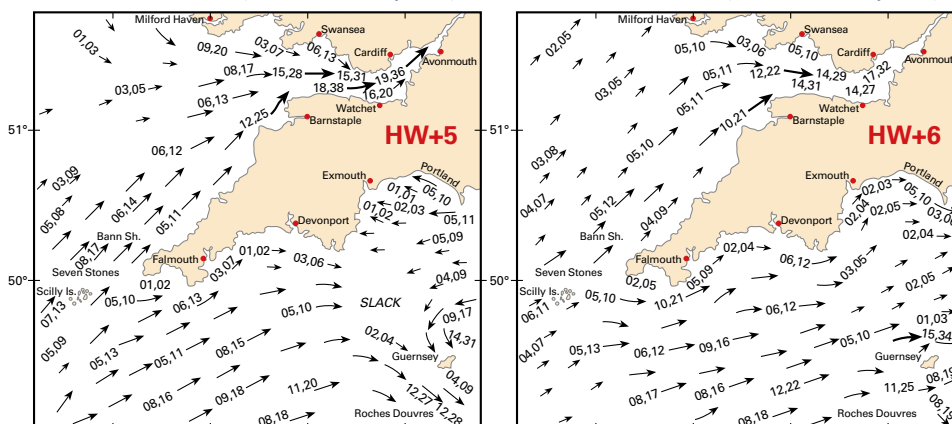 Milford Haven
Swansea
Cardiff
Avonmouth
01,03
09,20
03,07
06,13
08,17
15,28
15,31
19,36
18,38
16,20
03,05
06,13
12,25
Watchet
Barnstaple
51°
HW+5
06,12
Exmouth
Portland
03,09
01,01
05,10
02,03
01,02
05,11
06,14
05,11
05,08
Devonport
05,09
Bann Sh.
08,17
Falmouth
01,02
03,07
03,06
50°
Seven Stones
04,09
Scilly Is.
01,02
05,10
06,13
05,10
SLACK
09,17
07,13
14,31
02,04
05,09
05,13
05,11
08,15
Guernsey
04,09
08,16
09,18
11,20
12,27
12,28
08,18
Roches Douvres
Milford Haven
Swansea
Cardiff
Avonmout
02,05
05,10
03,06
05,10
05,11
12,22
14,29
17,32
14,31
14,27
03,05
05,11
10,21
Watchet
Barnstaple
51°
HW+6
05,10
03,08
Exmouth
Portland
02,03
05,10
04,07
05,12
04,09
02,04
02,05
03,0
02,04
Devonport
Bann Sh.
Falmouth
02,04
06,12
03,05
50°
Seven Stones
02,05
05,09
02,05
Scilly Is.
05,10
10,21
06,12
06,11
01,03
15,34
04,07
05,13
06,12
09,16
05,10
Guernsey
08,17
08,16
12,22
11,25
08,18
Roches Douvres